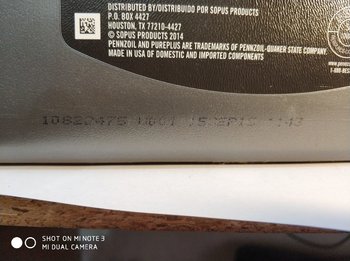 DISTRIBUTED BY/DISTRIBUIDO POR SOPUS PRODUCTS
P.O. BOX 4427
HOUSTON, TX 77210-4427
© SOPUS PRODUCTS 2014
PENNZOIL AND PUREPLUS ARE TRADEMARKS OF PENNZOIL-QUAKER STATE COMPANY.
MADE IN USA OF DOMESTIC AND IMPORTED COMPONENTS
10822475
SHOT ON MI NOTE 3
MI DUAL CAMERA